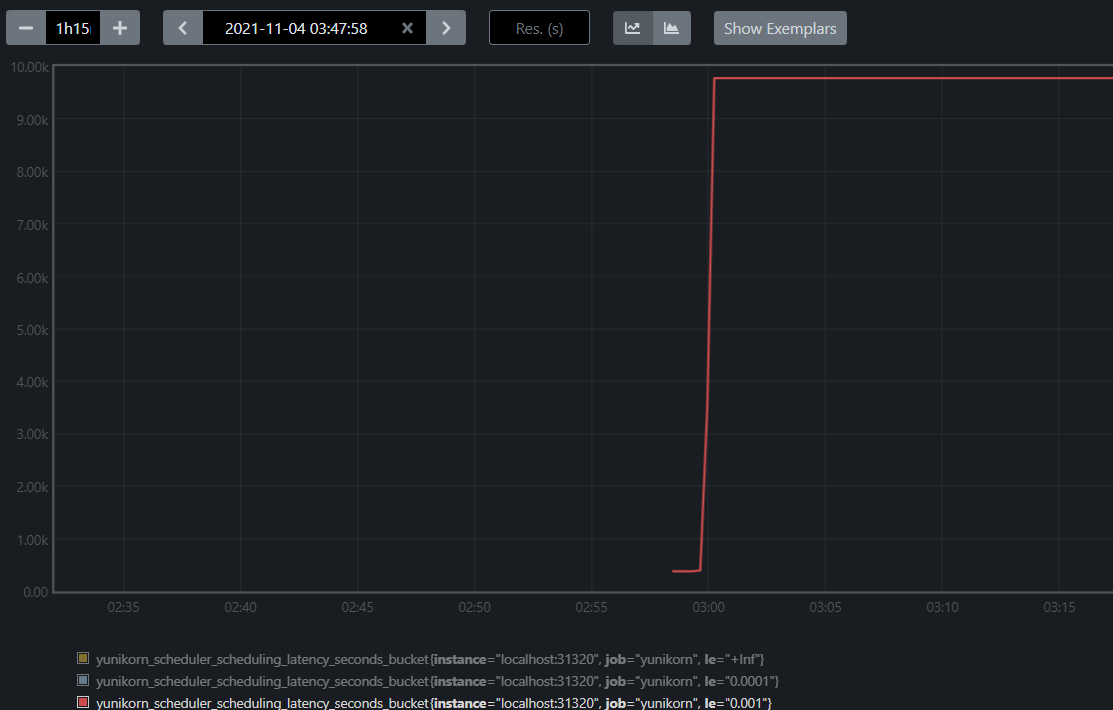 1h15 2021-11-04 03:47:58 Res. (s) Show Exemplars
10.00k
9.00k
8.00k
7.00k
6.00k
5.00k
4.00k
3.00k
2.00k
1.00k
0.00
02:35 02:40 02:45 02:50 02:55 03:00 03:05 03:10 03:15
yunikorn_scheduler_scheduling_latency_seconds_bucket{instance="localhost:31320", job="yunikorn", le="+Inf"}
yunikorn_scheduler_scheduling_latency_seconds_bucket{instance="localhost:31320", job="yunikorn", le="0.0001"}
yunikorn_scheduler_scheduling_latency_seconds_bucket{instance="localhost:31320", job="yunikorn", le="0.001"}